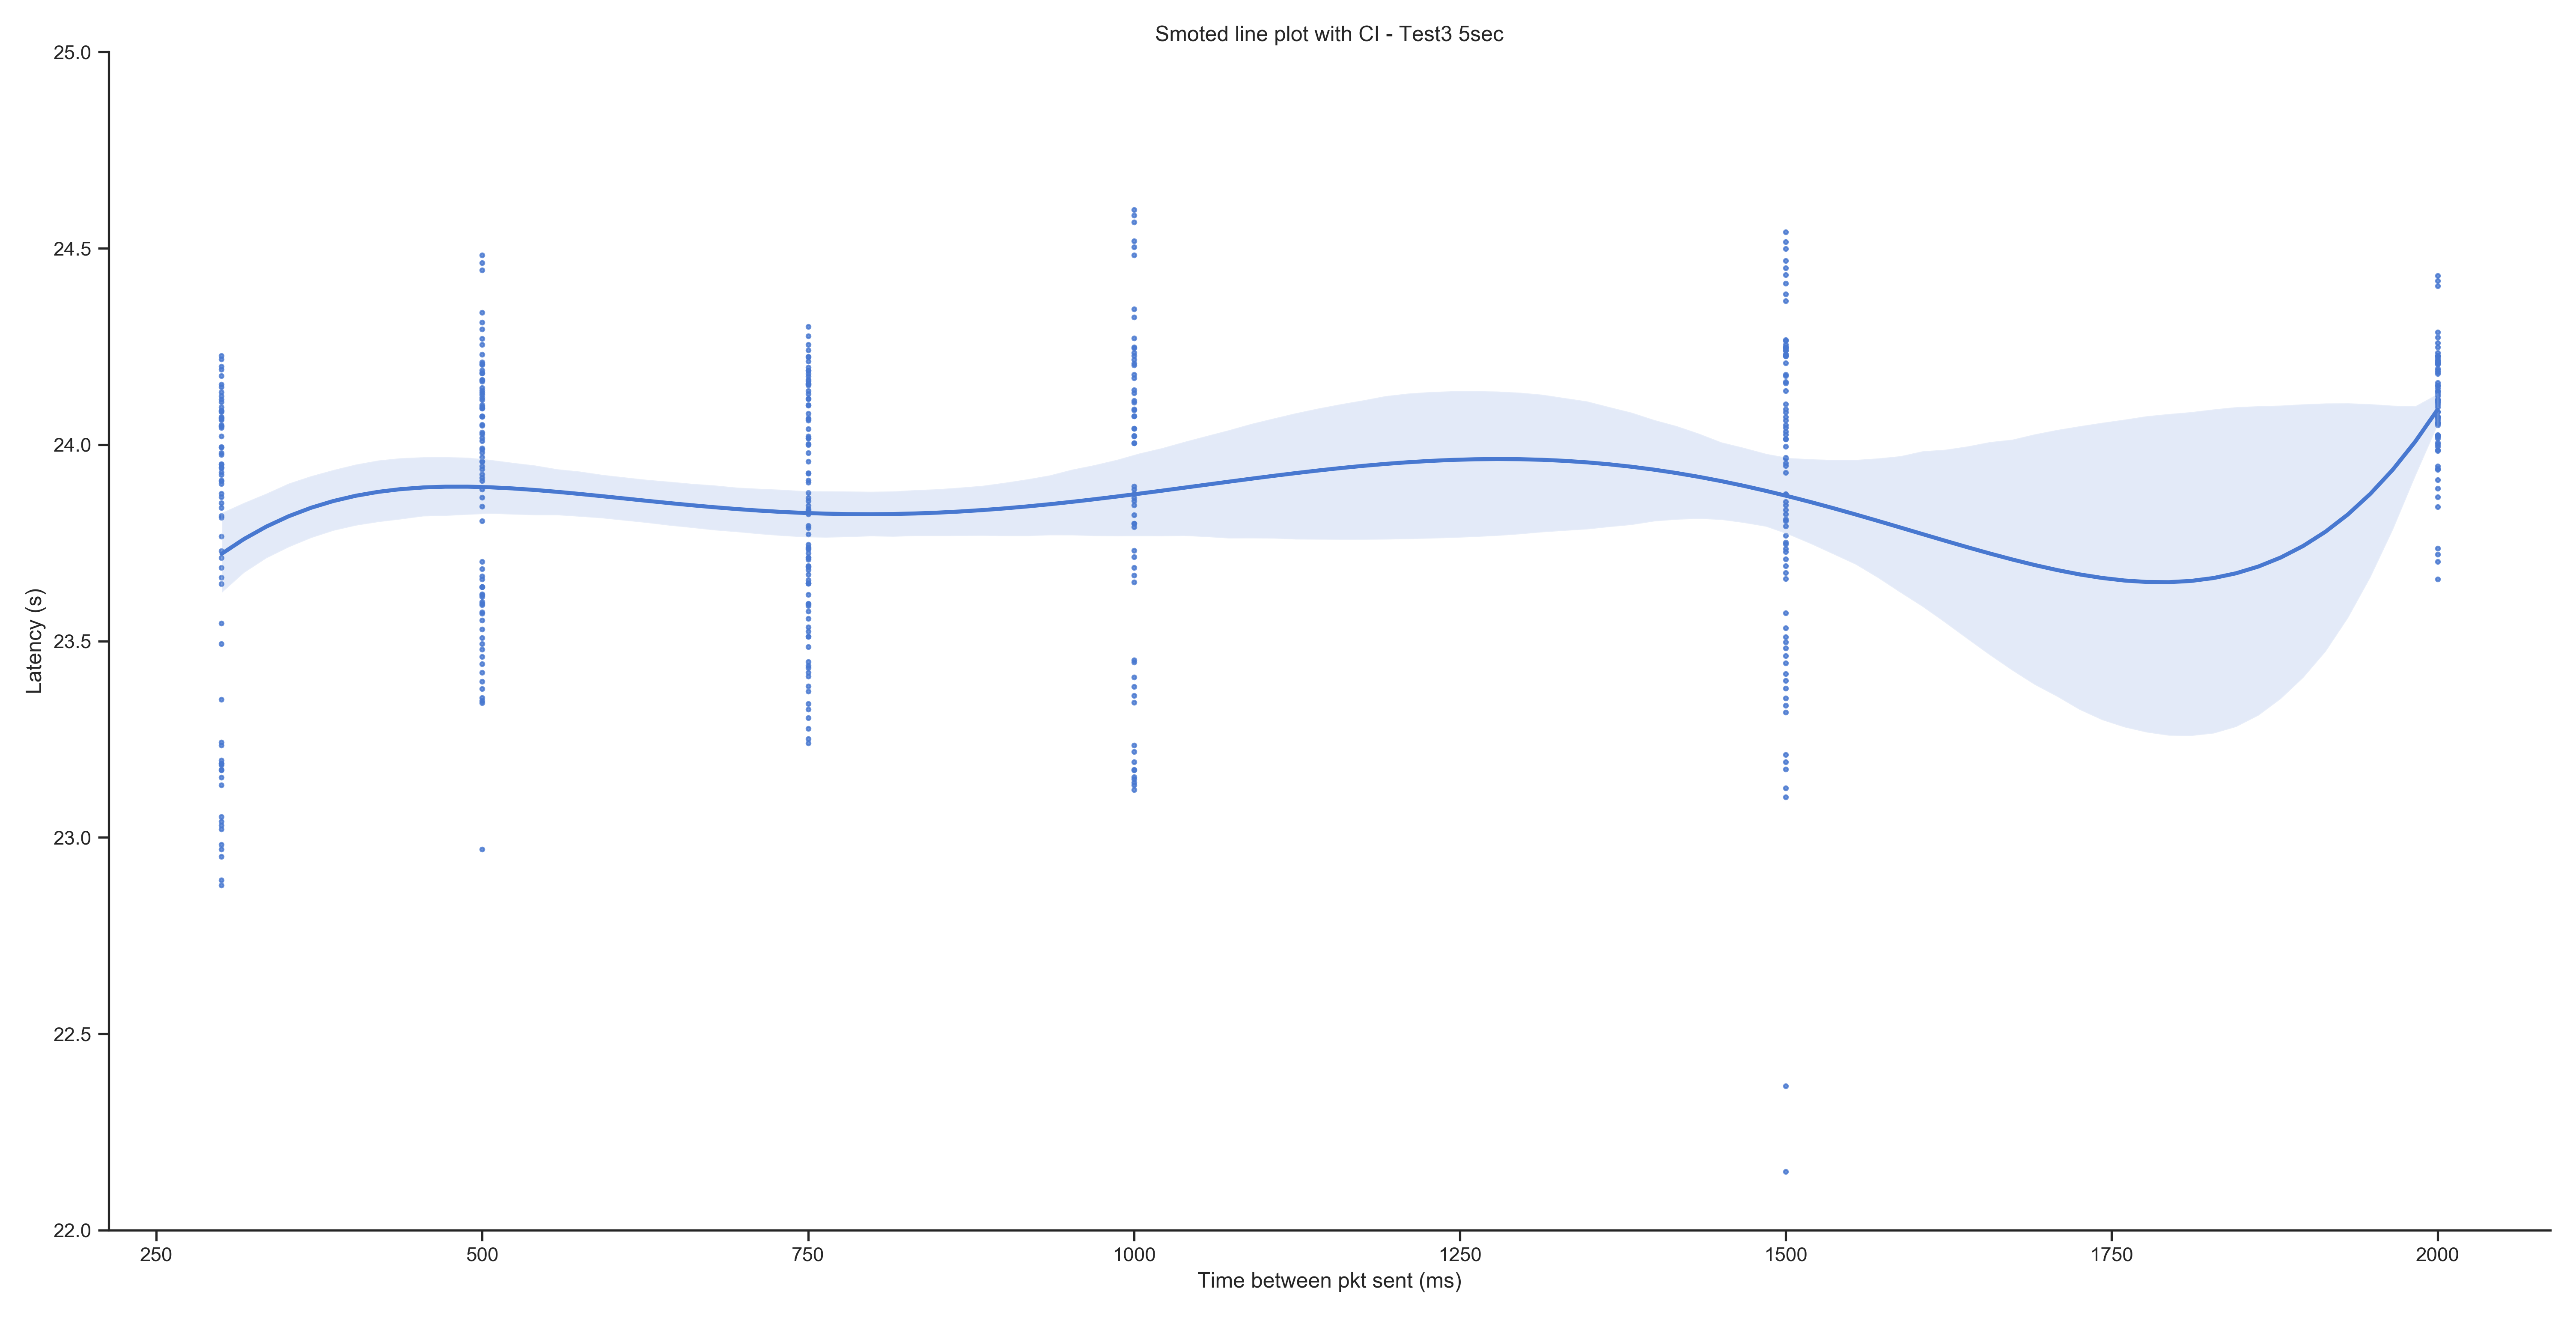 Smoted line plot with CI - Test3 5sec
25.0
24.5
24.0
23.5
23.0
22.5
22.0
Latency (s)
250 500 750 1000 1250 1500 1750 2000
Time between pkt sent (ms)